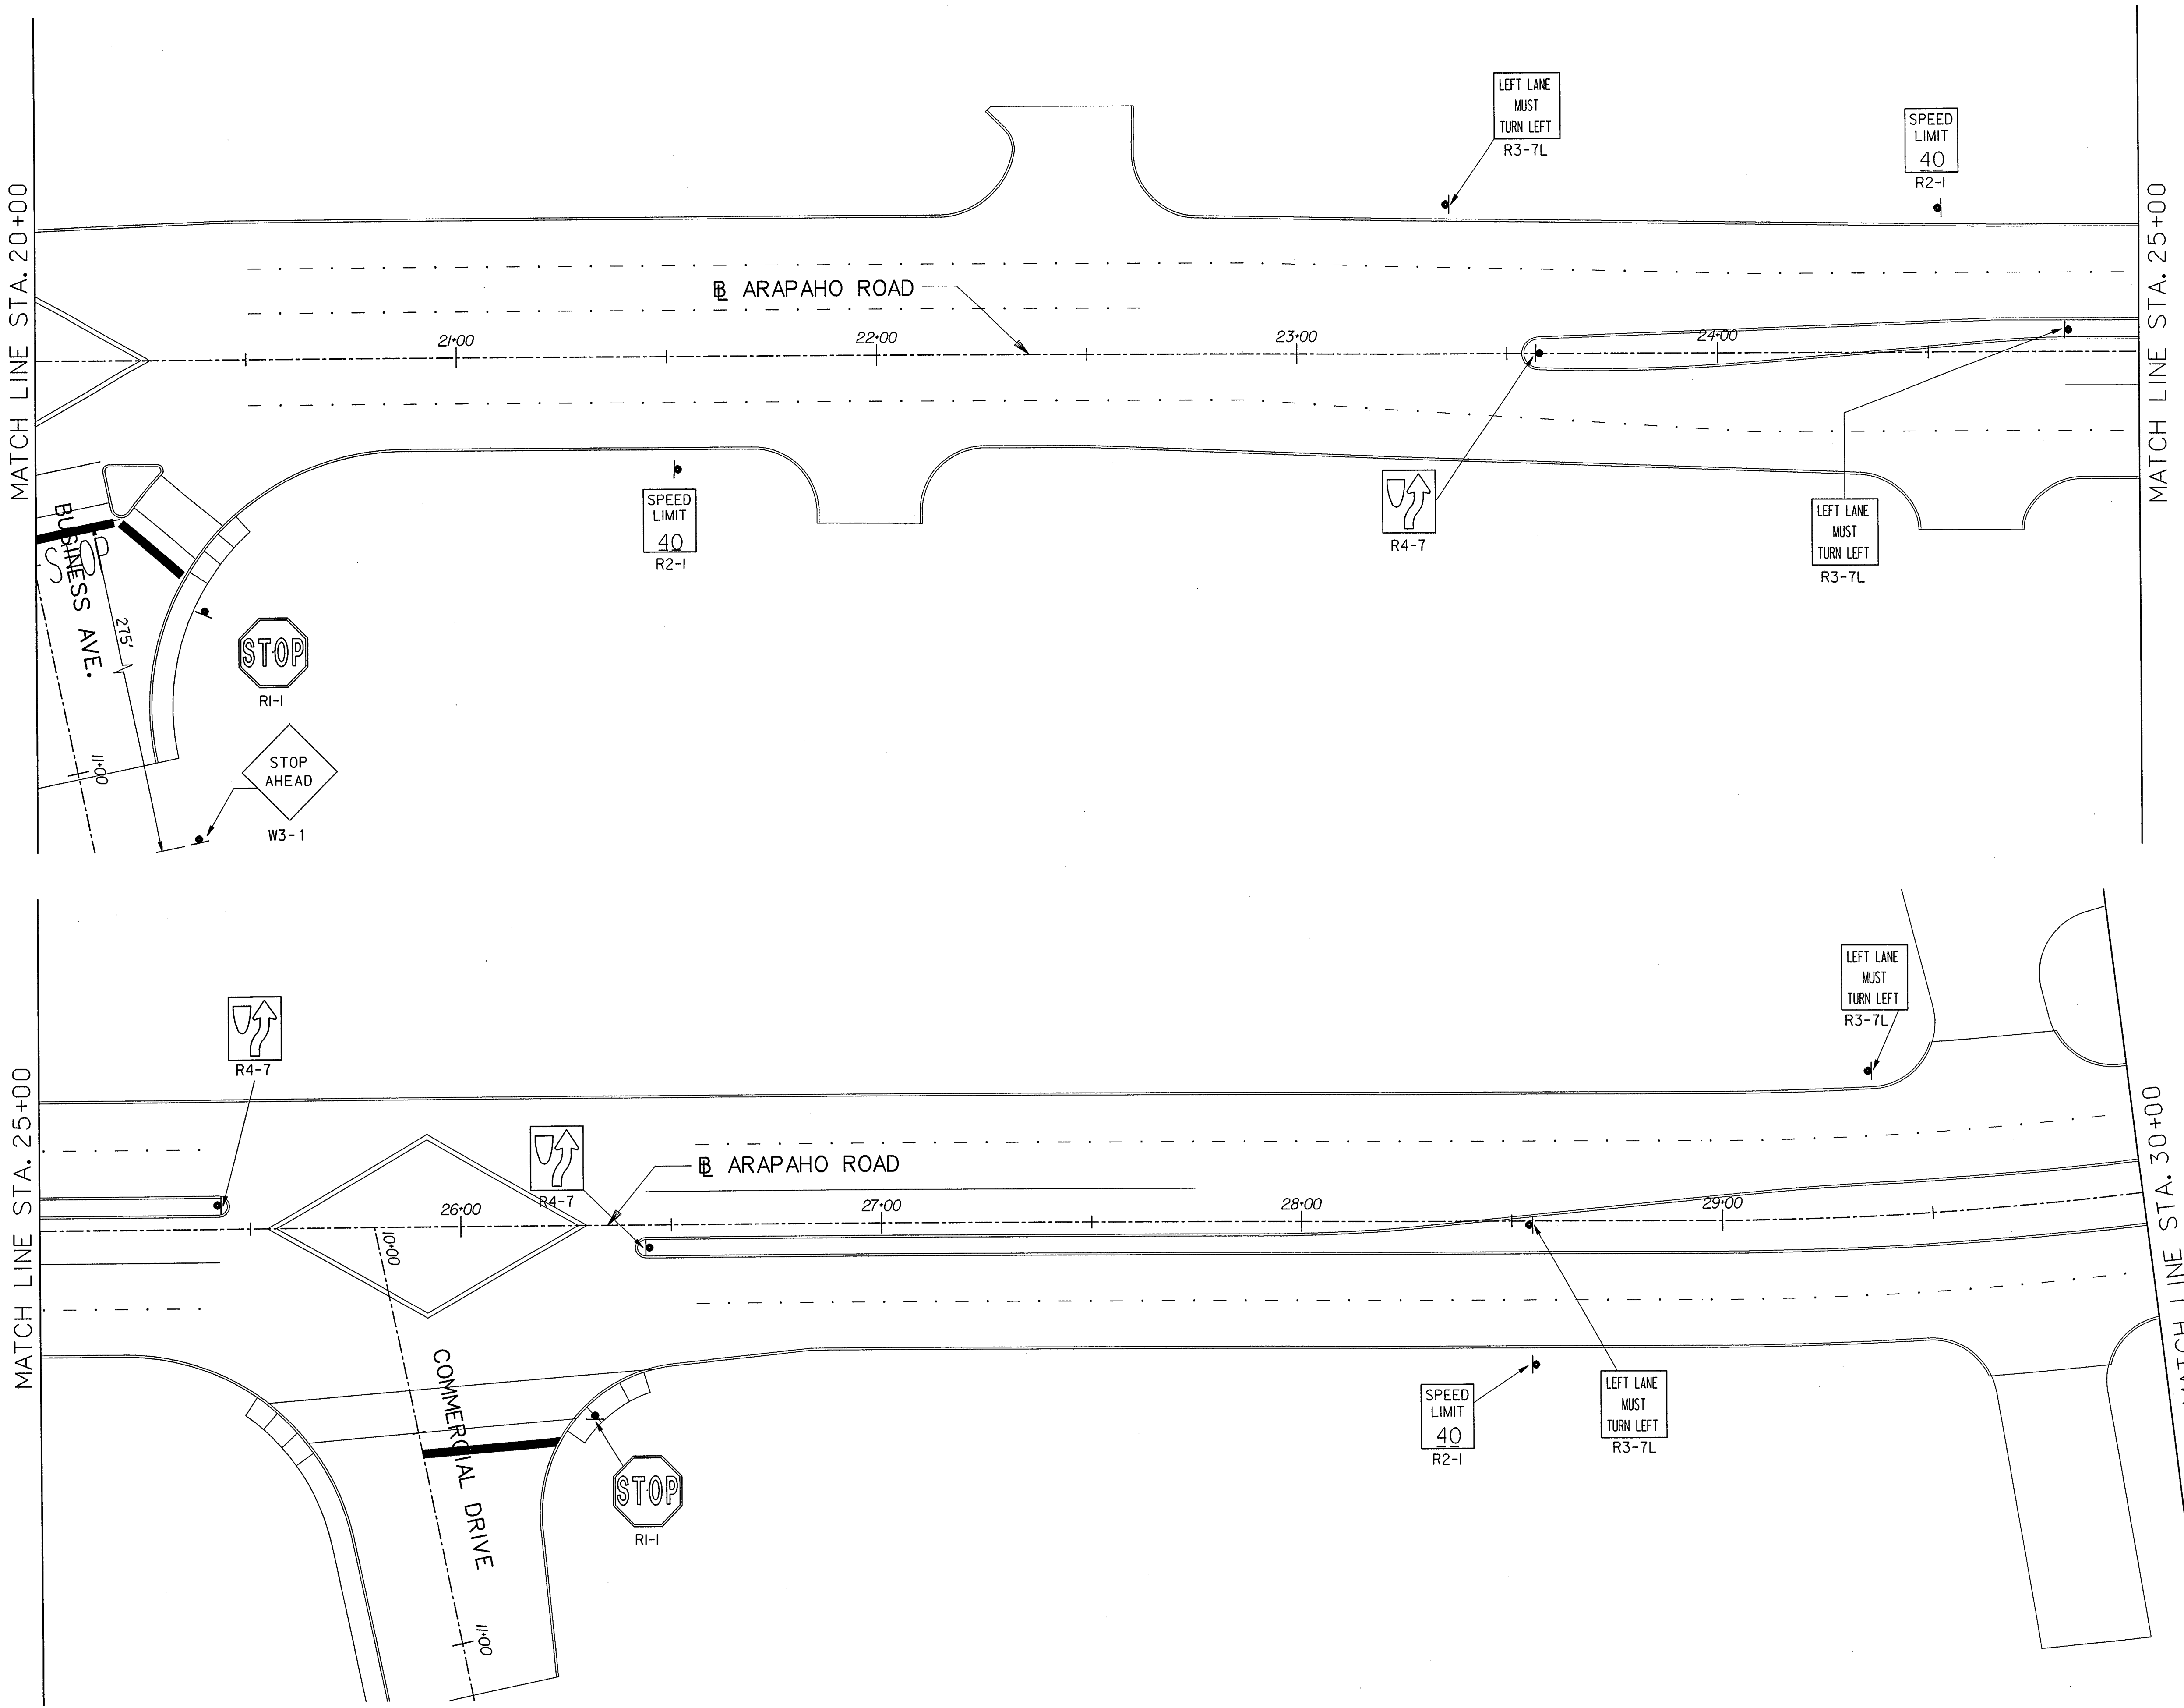 MATCH LINE STA. 20+00
LEFT LANE
MUST
TURN LEFT
R3-7L
SPEED
LIMIT
40
R2-1
MATCH LINE STA. 25+00
℄ ARAPAHO ROAD
21+00
22+00
23+00
24+00
SPEED
LIMIT
40
R2-1
R4-7
LEFT LANE
MUST
TURN LEFT
R3-7L
STOP
BUSINESS AVE.
275'
11+00
STOP
R1-1
STOP
AHEAD
W3-1
MATCH LINE STA. 25+00
R4-7
R4-7
℄ ARAPAHO ROAD
LEFT LANE
MUST
TURN LEFT
R3-7L
MATCH LINE STA. 30+00
26+00
27+00
28+00
29+00
10+00
COMMERCIAL DRIVE
11+00
STOP
R1-1
SPEED
LIMIT
40
R2-1
LEFT LANE
MUST
TURN LEFT
R3-7L